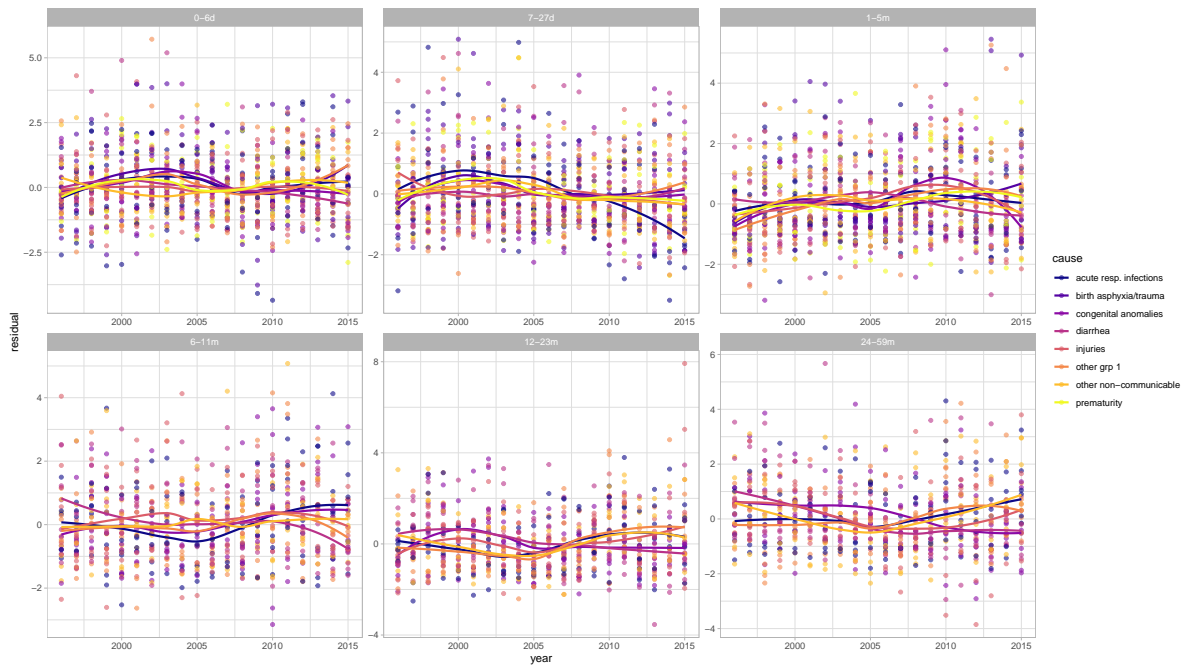 0−6d
7−27d
1−5m
5.0
2.5
0.0
−2.5
4
2
0
−2
4
2
0
−2
2000 2005 2010 2015
2000 2005 2010 2015
2000 2005 2010 2015
6−11m
12−23m
24−59m
4
2
0
−2
8
4
0
−4
6
4
2
0
−2
−4
2000 2005 2010 2015
2000 2005 2010 2015
2000 2005 2010 2015
residual
year
cause
acute resp. infections
birth asphyxia/trauma
congenital anomalies
diarrhea
injuries
other grp 1
other non−communicable
prematurity